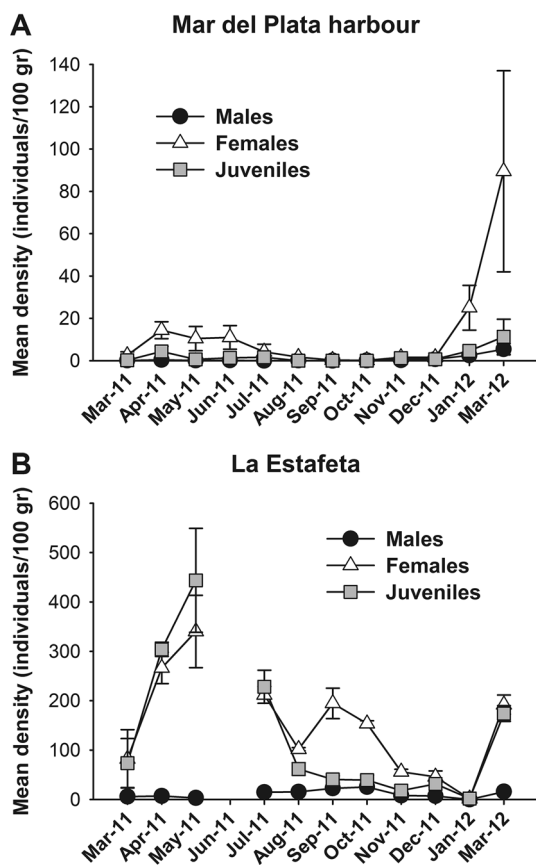 A
Mar del Plata harbour
Mean density (individuals/100 gr)
140
120
100
80
60
40
20
0
Males
Females
Juveniles
Mar-11
Apr-11
May-11
Jun-11
Jul-11
Aug-11
Sep-11
Oct-11
Nov-11
Dec-11
Jan-12
Mar-12
B
La Estafeta
Mean density (individuals/100 gr)
600
500
400
300
200
100
0
Males
Females
Juveniles
Mar-11
Apr-11
May-11
Jun-11
Jul-11
Aug-11
Sep-11
Oct-11
Nov-11
Dec-11
Jan-12
Mar-12